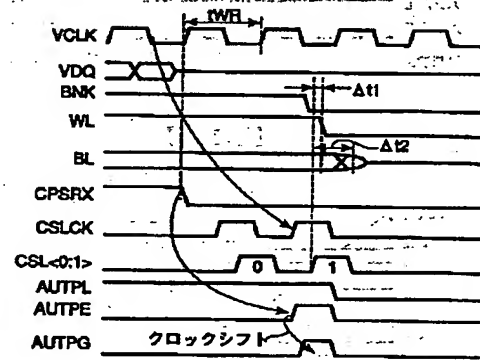 tWR
VCLK
VDQ
BNK
Δt1
WL
Δt2
BL
CPSRX
CSLCK
CSL<0:1>
0
1
AUTPL
AUTPE
クロックシフト
AUTPG